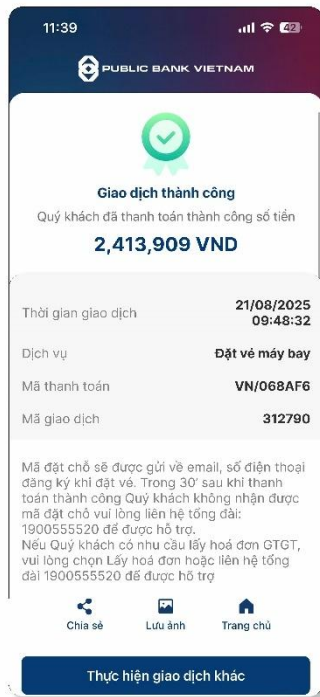 11:39
42
PUBLIC BANK VIETNAM
Giao dịch thành công
Quý khách đã thanh toán thành công số tiền
2,413,909 VND
Thời gian giao dịch 21/08/2025
09:48:32
Dịch vụ Đặt vé máy bay
Mã thanh toán VN/068AF6
Mã giao dịch 312790
Mã đặt chỗ sẽ được gửi về email, số điện thoại
đăng ký khi đặt vé. Trong 30' sau khi thanh
toán thành công Quý khách không nhận được
mã đặt chỗ vui lòng liên hệ tổng đài:
1900555520 để được hỗ trợ.
Nếu Quý khách có nhu cầu lấy hoá đơn GTGT,
vui lòng chọn Lấy hoá đơn hoặc liên hệ tổng
đài 1900555520 để được hỗ trợ
Chia sẻ Lưu ảnh Trang chủ
Thực hiện giao dịch khác